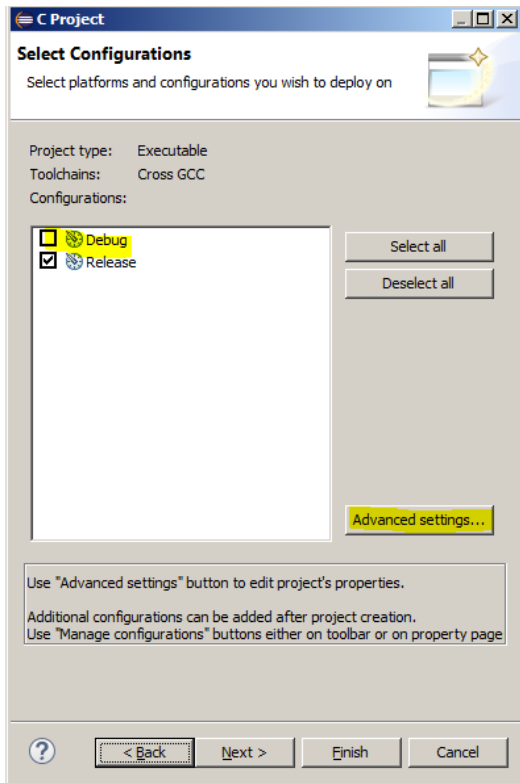 C Project
Select Configurations
Select platforms and configurations you wish to deploy on
Project type: Executable
Toolchains: Cross GCC
Configurations:
Debug
Release
Select all
Deselect all
Advanced settings...
Use "Advanced settings" button to edit project's properties.
Additional configurations can be added after project creation.
Use "Manage configurations" buttons either on toolbar or on property page
?
< Back
Next >
Finish
Cancel